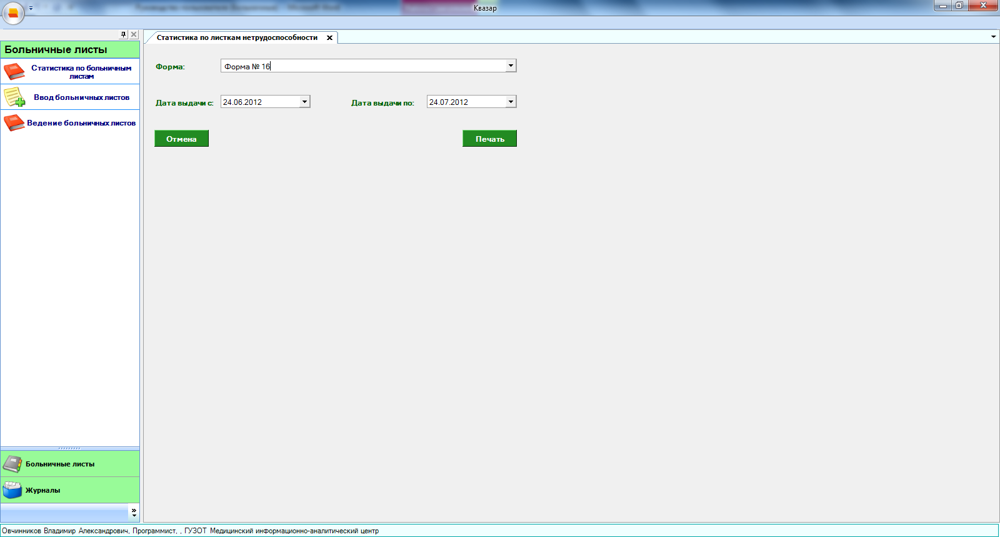 Квазар
Больничные листы
Статистика по больничным
листам
Ввод больничных листов
Ведение больничных листов
Статистика по листкам нетрудоспособности
Форма: Форма № 16
Дата выдачи с: 24.06.2012 Дата выдачи по: 24.07.2012
Отмена Печать
Больничные листы
Журналы
Овчинников Владимир Александрович, Программист, , ГУЗОТ Медицинский информационно-аналитический центр